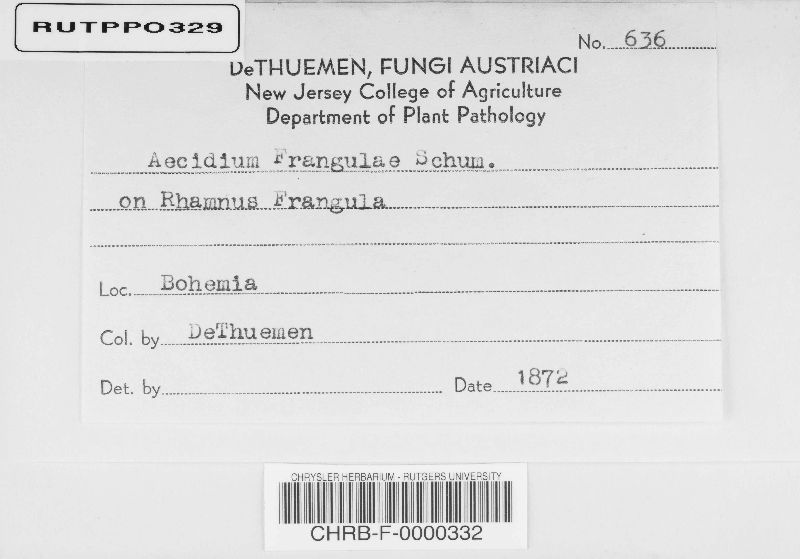 RUTPP0329
No. 636
DeTHUEMEN, FUNGI AUSTRIACI
New Jersey College of Agriculture
Department of Plant Pathology
Aecidium Frangulae Schum.
on Rhamnus Frangula
Loc. Bohemia
Col. by DeThuemen
Det. by Date 1872
CHRYSLER HERBARIUM - RUTGERS UNIVERSITY
CHRB-F-0000332